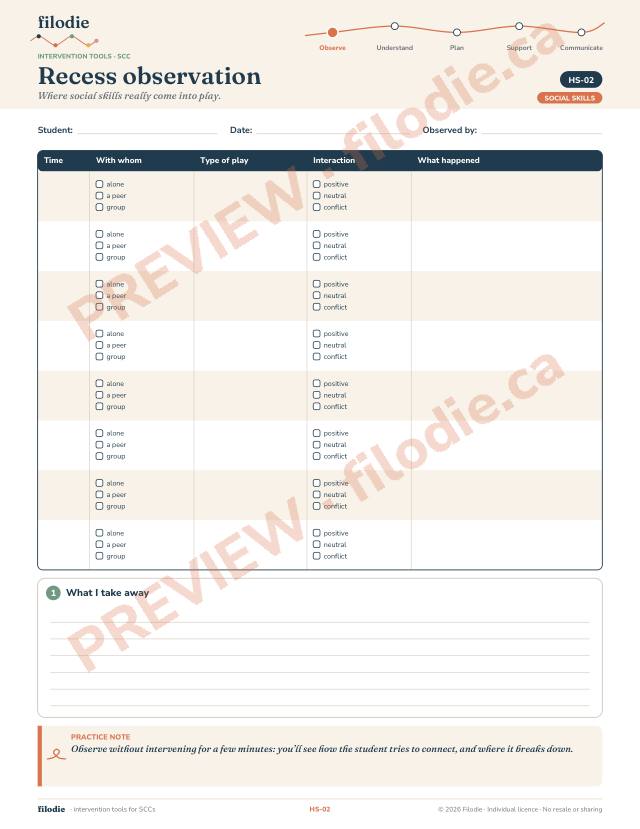 filodie
Observe Understand Plan Support Communicate
INTERVENTION TOOLS · SCC
Recess observation
HS-02
Where social skills really come into play.
SOCIAL SKILLS
Student: Date: Observed by:
Time With whom Type of play Interaction What happened
alone positive
a peer neutral
group conflict
alone positive
a peer neutral
group conflict
alone positive
a peer neutral
group conflict
alone positive
a peer neutral
group conflict
alone positive
a peer neutral
group conflict
alone positive
a peer neutral
group conflict
alone positive
a peer neutral
group conflict
alone positive
a peer neutral
group conflict
PREVIEW · filodie.ca
PREVIEW · filodie.ca
1 What I take away
PRACTICE NOTE
Observe without intervening for a few minutes: you'll see how the student tries to connect, and where it breaks down.
filodie · intervention tools for SCCs HS-02 © 2026 Filodie · Individual licence · No resale or sharing